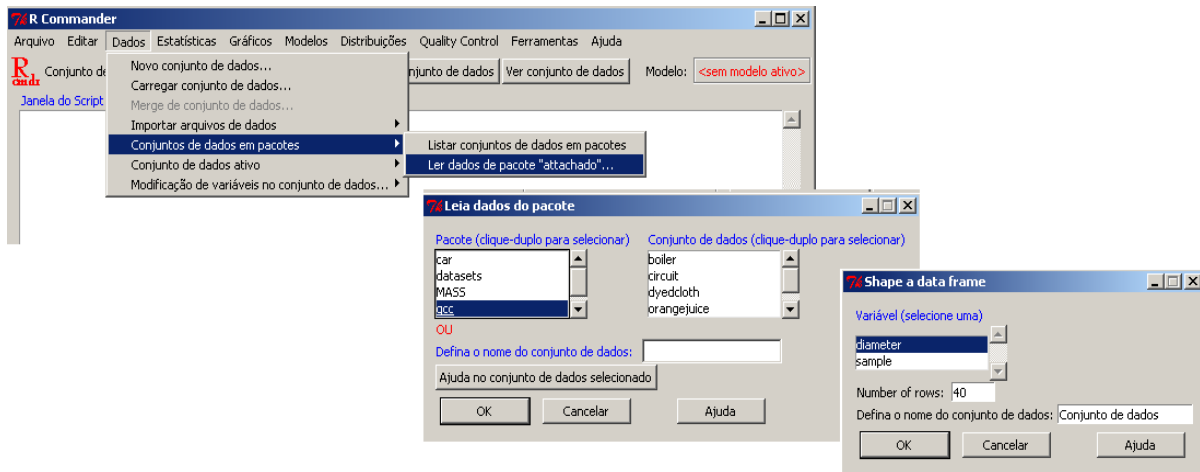 R Commander
Arquivo Editar Dados Estatísticas Gráficos Modelos Distribuições Quality Control Ferramentas Ajuda
R cmdr Conjunto de
njunto de dados Ver conjunto de dados Modelo: <sem modelo ativo>
Janela do Script
Novo conjunto de dados...
Carregar conjunto de dados...
Merge de conjunto de dados...
Importar arquivos de dados
Conjuntos de dados em pacotes
Conjunto de dados ativo
Modificação de variáveis no conjunto de dados...
Listar conjuntos de dados em pacotes
Ler dados de pacote "attachado"...
Leia dados do pacote
Pacote (clique-duplo para selecionar) Conjunto de dados (clique-duplo para selecionar)
car
datasets
MASS
qcc
boiler
circuit
dyedcloth
orangejuice
OU
Defina o nome do conjunto de dados:
Ajuda no conjunto de dados selecionado
OK Cancelar Ajuda
Shape a data frame
Variável (selecione uma)
diameter
sample
Number of rows: 40
Defina o nome do conjunto de dados: Conjunto de dados
OK Cancelar Ajuda